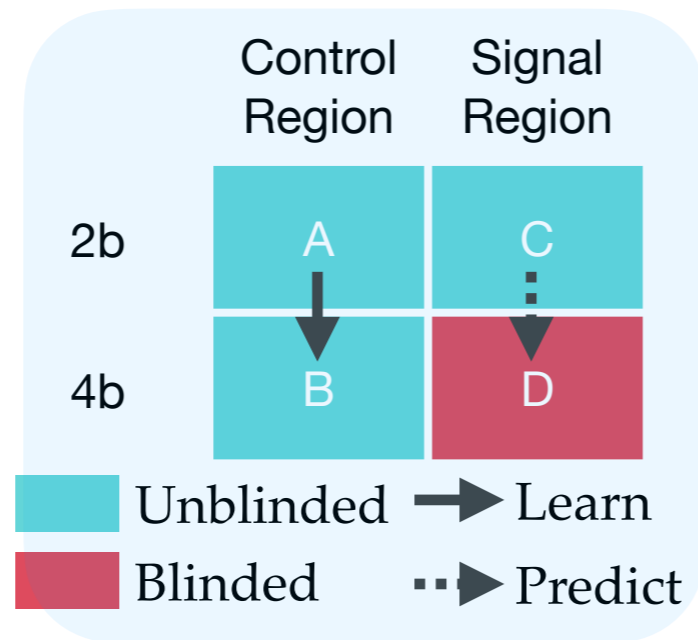 Control Signal
Region Region
2b A C
4b B D
Unblinded Learn
Blinded Predict